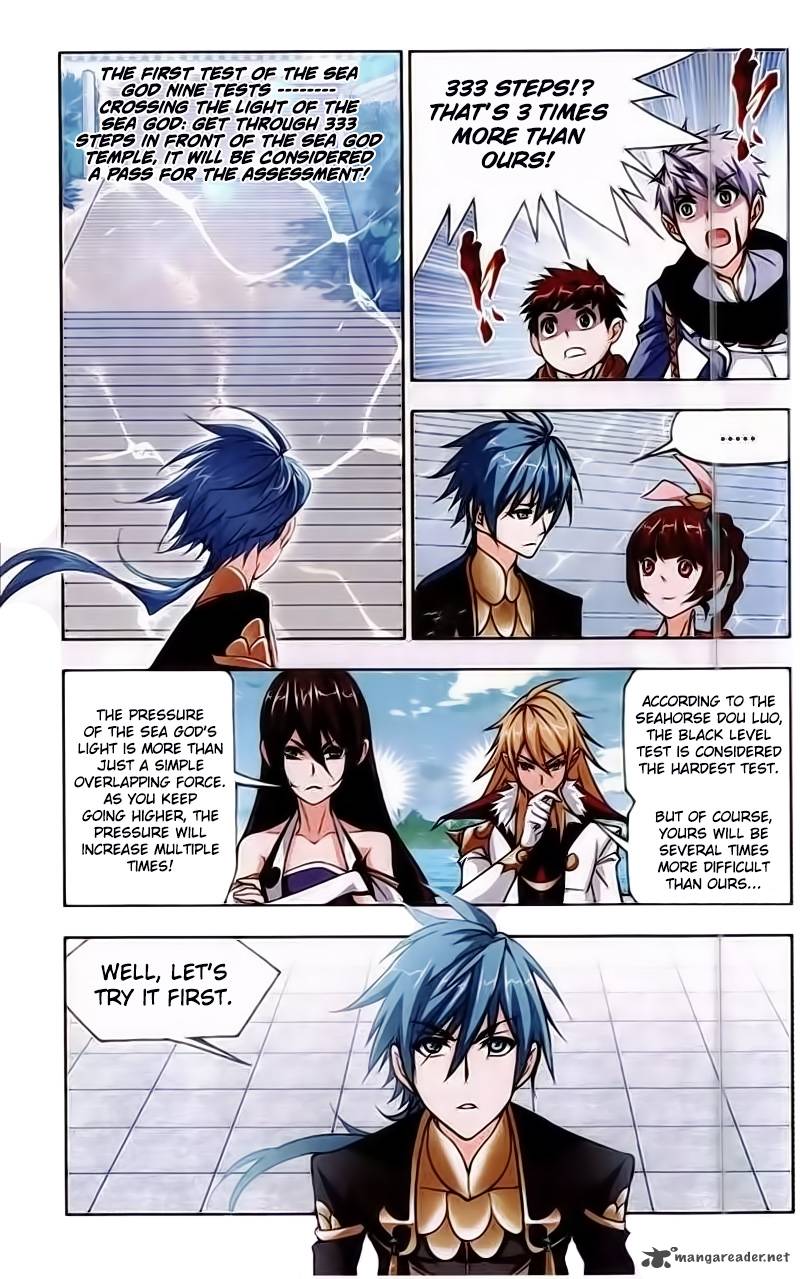 THE FIRST TEST OF THE SEA
GOD NINE TESTS --------
CROSSING THE LIGHT OF THE
SEA GOD: GET THROUGH 333
STEPS IN FRONT OF THE SEA GOD
TEMPLE, IT WILL BE CONSIDERED
A PASS FOR THE ASSESSMENT!
333 STEPS!?
THAT'S 3 TIMES
MORE THAN
OURS!
.....
THE PRESSURE
OF THE SEA GOD'S
LIGHT IS MORE THAN
JUST A SIMPLE
OVERLAPPING FORCE.
AS YOU KEEP
GOING HIGHER, THE
PRESSURE WILL
INCREASE MULTIPLE
TIMES!
ACCORDING TO THE
SEAHORSE DOU LUO,
THE BLACK LEVEL
TEST IS CONSIDERED
THE HARDEST TEST.
BUT OF COURSE,
YOURS WILL BE
SEVERAL TIMES
MORE DIFFICULT
THAN OURS...
WELL, LET'S
TRY IT FIRST.
mangareader.net